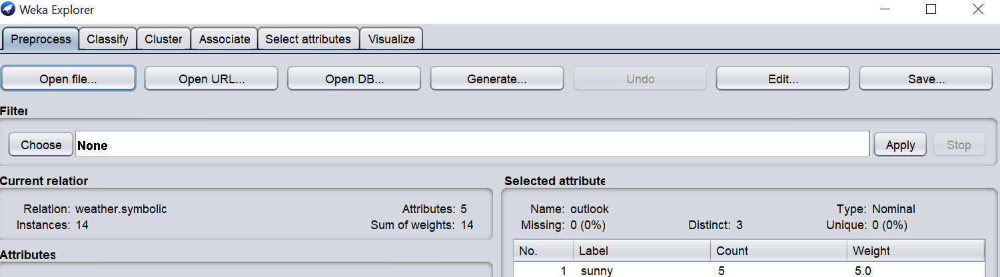 Weka Explorer
Preprocess Classify Cluster Associate Select attributes Visualize
Open file... Open URL... Open DB... Generate... Undo Edit... Save...
Filter
Choose None Apply Stop
Current relation Selected attribute
Relation: weather.symbolic Attributes: 5 Name: outlook Type: Nominal
Instances: 14 Sum of weights: 14 Missing: 0 (0%) Distinct: 3 Unique: 0 (0%)
Attributes
No. Label Count Weight
1 sunny 5 5.0